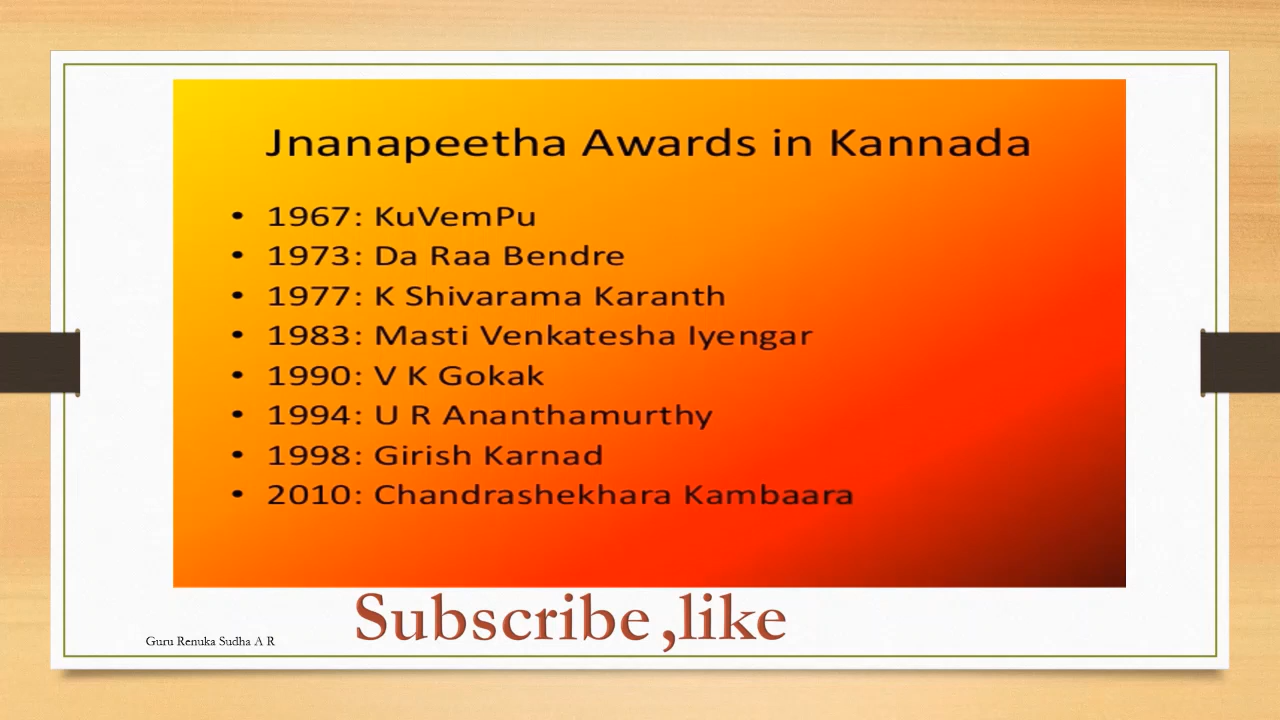 Jnanapeetha Awards in Kannada
• 1967: KuVemPu
• 1973: Da Raa Bendre
• 1977: K Shivarama Karanth
• 1983: Masti Venkatesha Iyengar
• 1990: V K Gokak
• 1994: U R Ananthamurthy
• 1998: Girish Karnad
• 2010: Chandrashekhara Kambaara
Subscribe,like
Guru Renuka Sudha A R